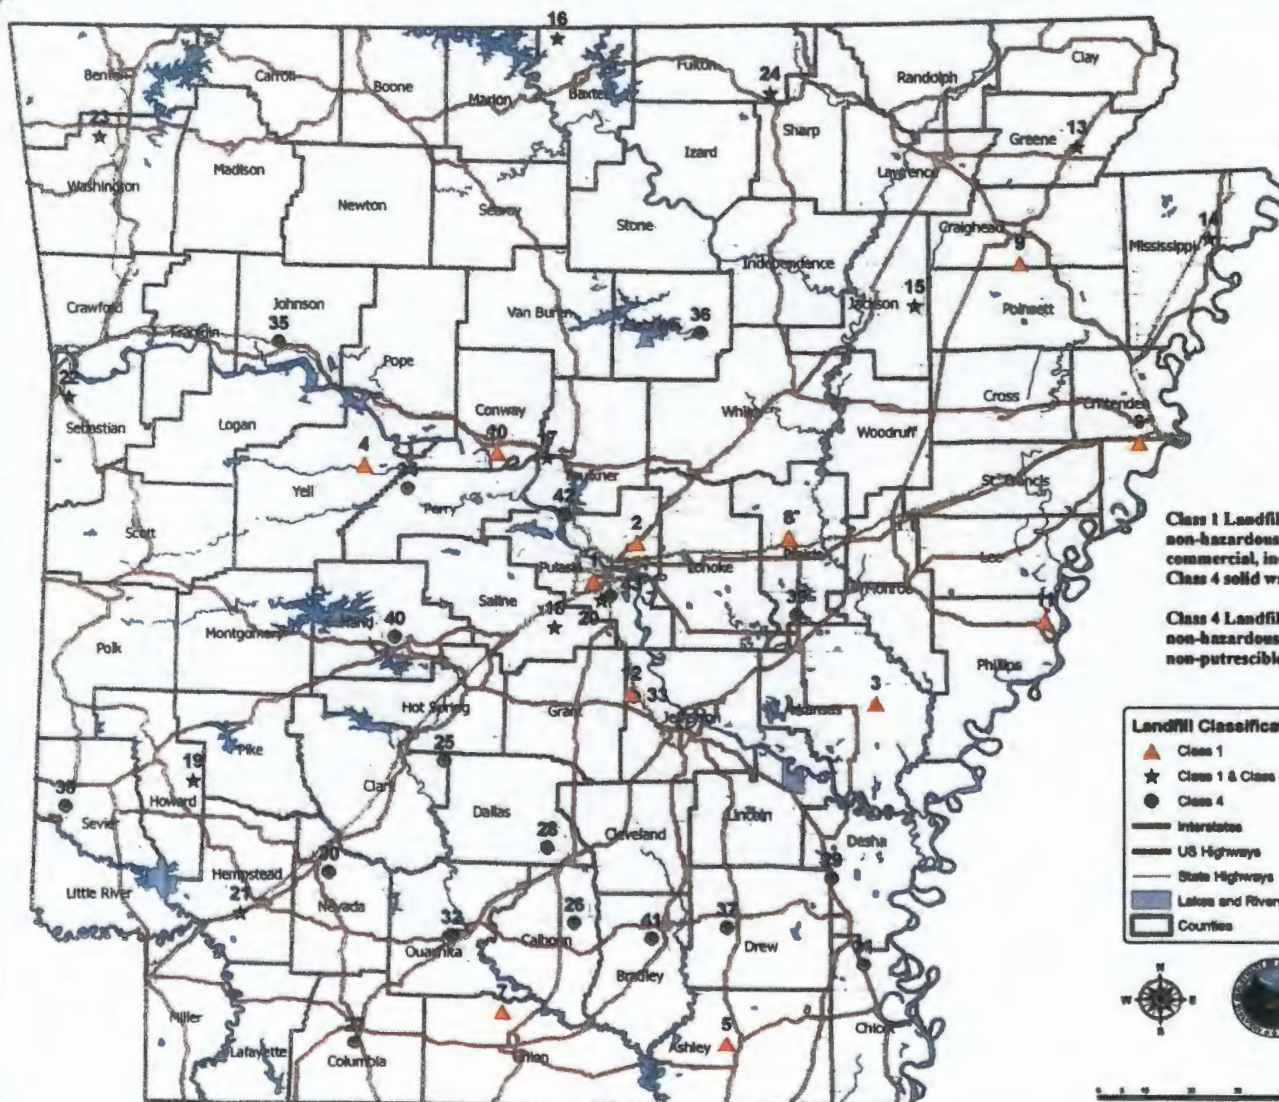 16
Benton
Carroll
Boone
Marion
Baxter
Fulton
24
Randolph
Clay
23
Sharp
Greene
13
Izard
Madison
Lawrence
Washington
Newton
Searcy
Stone
Craighead
9
14
Mississippi
Independence
Crawford
Johnson
35
Van Buren
36
Jackson
15
Poinsett
Franklin
Pope
22
Sebastian
Logan
Conway
White
Woodruff
Cross
Crittenden
4
10
17
Faulkner
Yell
Perry
42
St. Francis
Scott
2
8
Pulaski
1
Lonoke
Lee
Monroe
Saline
18
20
Polk
Montgomery
40
11
Phillips
Hot Spring
Grant
33
Jefferson
Arkansas
3
Pike
25
19
Howard
Clark
Sevier
Dallas
28
Cleveland
Lincoln
Desha
Hempstead
21
Little River
Nevada
32
Ouachita
26
Calhoun
41
37
Drew
Bradley
7
5
Miller
Lafayette
Columbia
Union
Ashley
Chicot
Class 1 Landfill
non-hazardous
commercial, in
Class 4 solid w
Class 4 Landfill
non-hazardous
non-putrescible
Landfill Classifica
Class 1
Class 1 & Class
Class 4
Interstates
US Highways
State Highways
Lakes and River
Counties
N
W
E
S